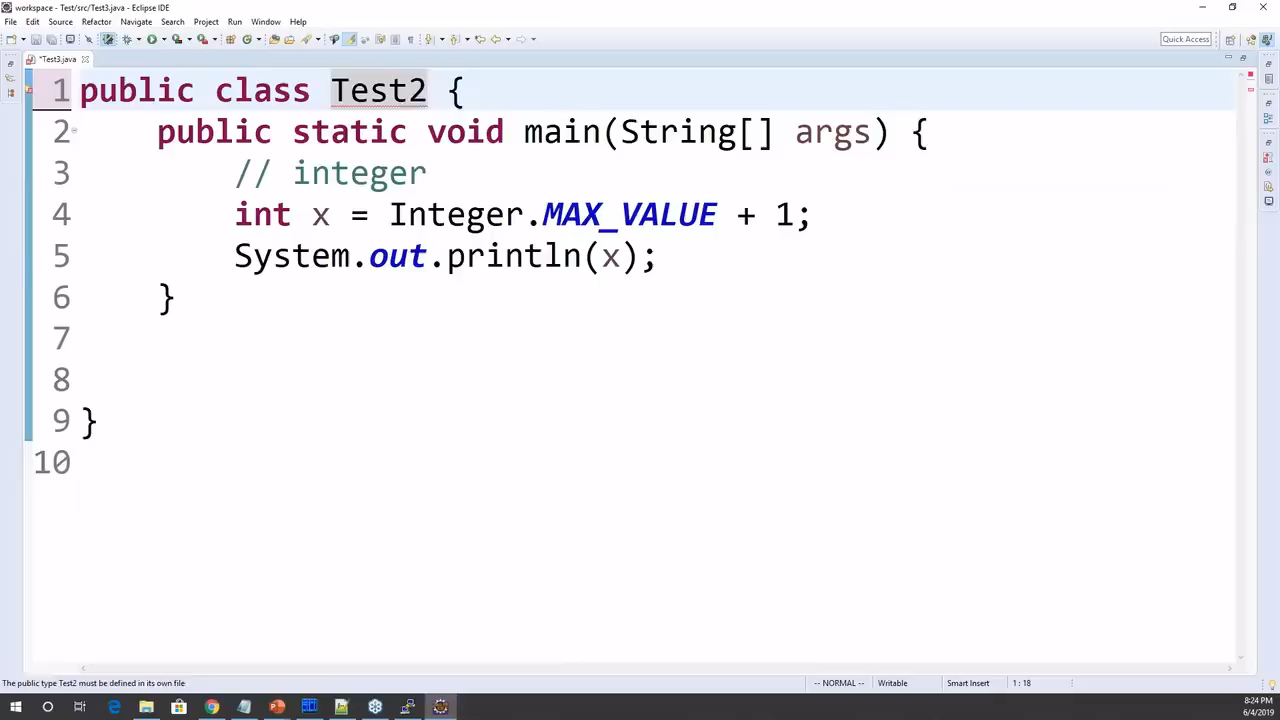 workspace - Test/src/Test3.java - Eclipse IDE
File Edit Source Refactor Navigate Search Project Run Window Help
Quick Access
*Test3.java
1 public class Test2 {
2 public static void main(String[] args) {
3 // integer
4 int x = Integer.MAX_VALUE + 1;
5 System.out.println(x);
6 }
7
8
9 }
10
The public type Test2 must be defined in its own file
-- NORMAL -- Writable Smart Insert 1 : 18
8:24 PM
6/4/2019